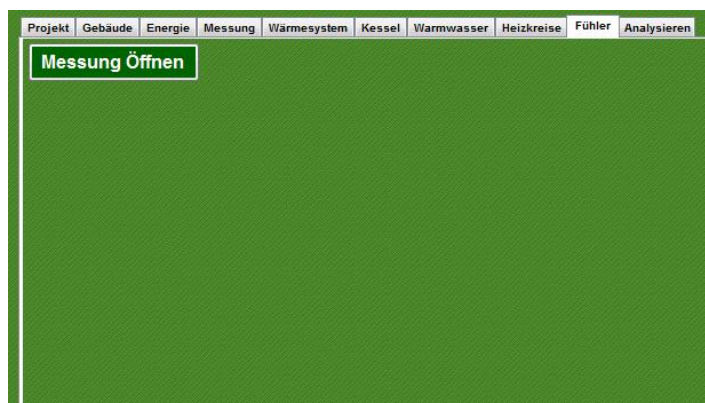 Projekt Gebäude Energie Messung Wärmesystem Kessel Warmwasser Heizkreise Fühler Analysieren
Messung Öffnen